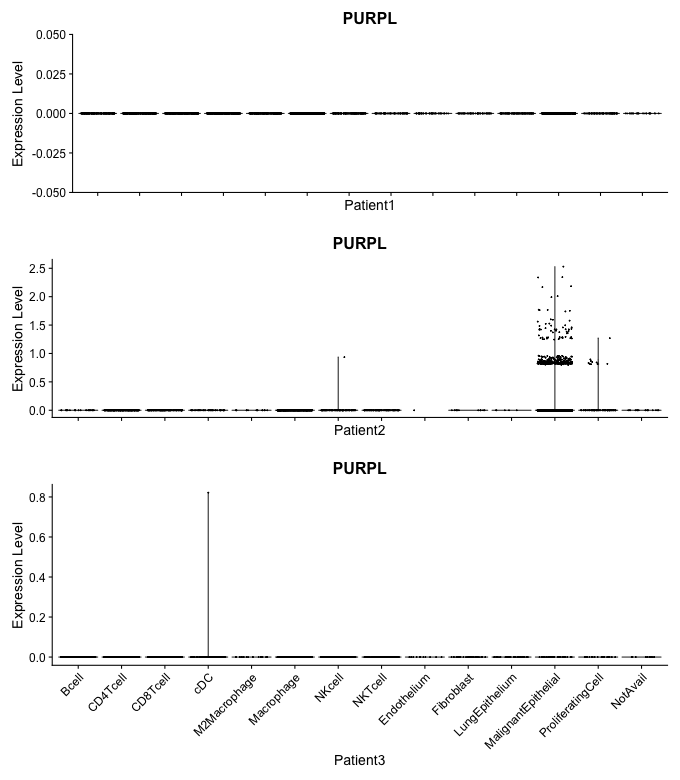 PURPL
Expression Level
0.050
0.025
0.000
-0.025
-0.050
Patient1
PURPL
Expression Level
2.5
2.0
1.5
1.0
0.5
0.0
Patient2
PURPL
Expression Level
0.8
0.6
0.4
0.2
0.0
Bcell
CD4Tcell
CD8Tcell
cDC
M2Macrophage
Macrophage
NKcell
NKTcell
Endothelium
Fibroblast
LungEpithelium
MalignantEpithelial
ProliferatingCell
NotAvail
Patient3